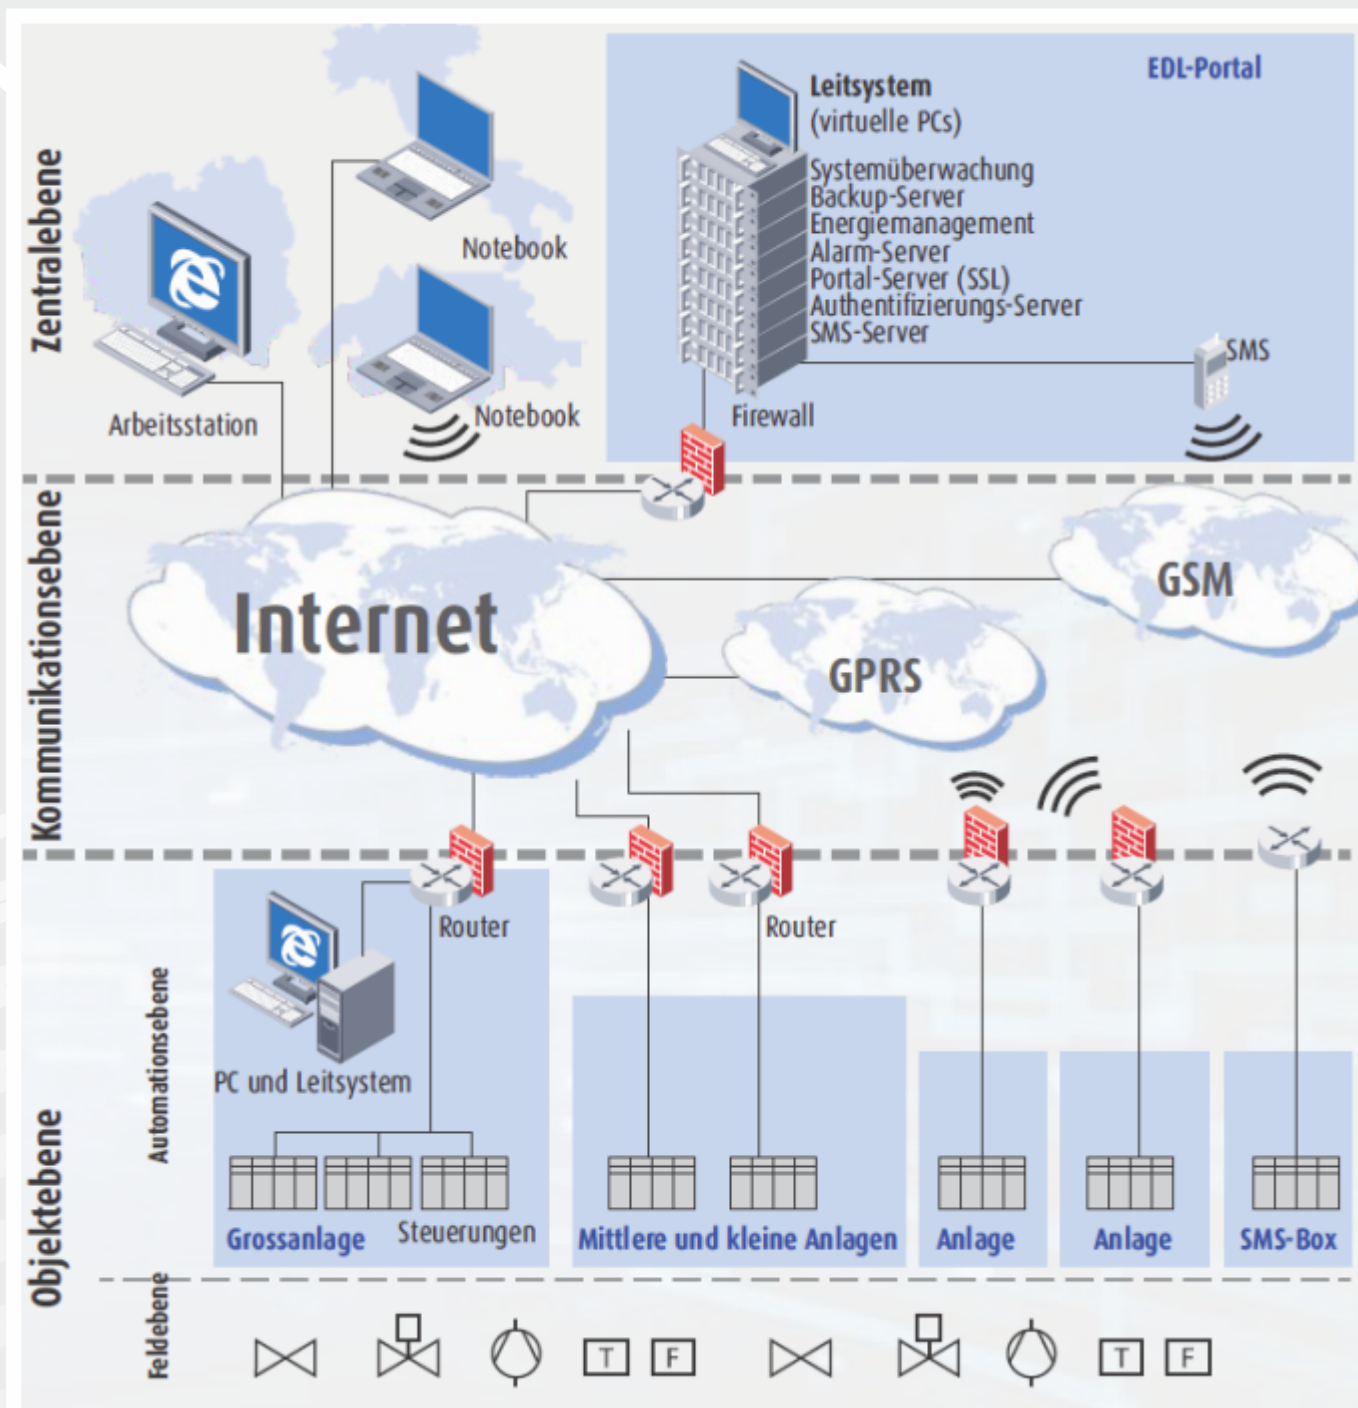 EDL-Portal
Leitsystem
(virtuelle PCs)
Systemüberwachung
Backup-Server
Energiemanagement
Alarm-Server
Portal-Server (SSL)
Authentifizierungs-Server
SMS-Server
Zentralebene
Notebook
Notebook
Arbeitsstation
Firewall
SMS
Kommunikationsebene
Internet
GSM
GPRS
Objektebene
Automationsebene
Router
Router
PC und Leitsystem
Grossanlage
Steuerungen
Mittlere und kleine Anlagen
Anlage
Anlage
SMS-Box
Feldebene
T
F
T
F